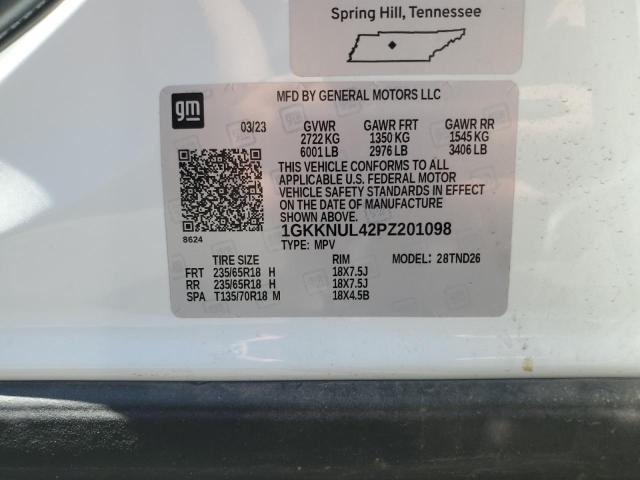 Spring Hill, Tennessee
gm
MFD BY GENERAL MOTORS LLC
03/23 GVWR GAWR FRT GAWR RR
2722 KG 1350 KG 1545 KG
6001 LB 2976 LB 3406 LB
THIS VEHICLE CONFORMS TO ALL
APPLICABLE U.S. FEDERAL MOTOR
VEHICLE SAFETY STANDARDS IN EFFECT
ON THE DATE OF MANUFACTURE
SHOWN ABOVE.
8624
1GKKNUL42PZ201098
TYPE: MPV
TIRE SIZE RIM MODEL: 28TND26
FRT 235/65R18 H 18X7.5J
RR 235/65R18 H 18X7.5J
SPA T135/70R18 M 18X4.5B